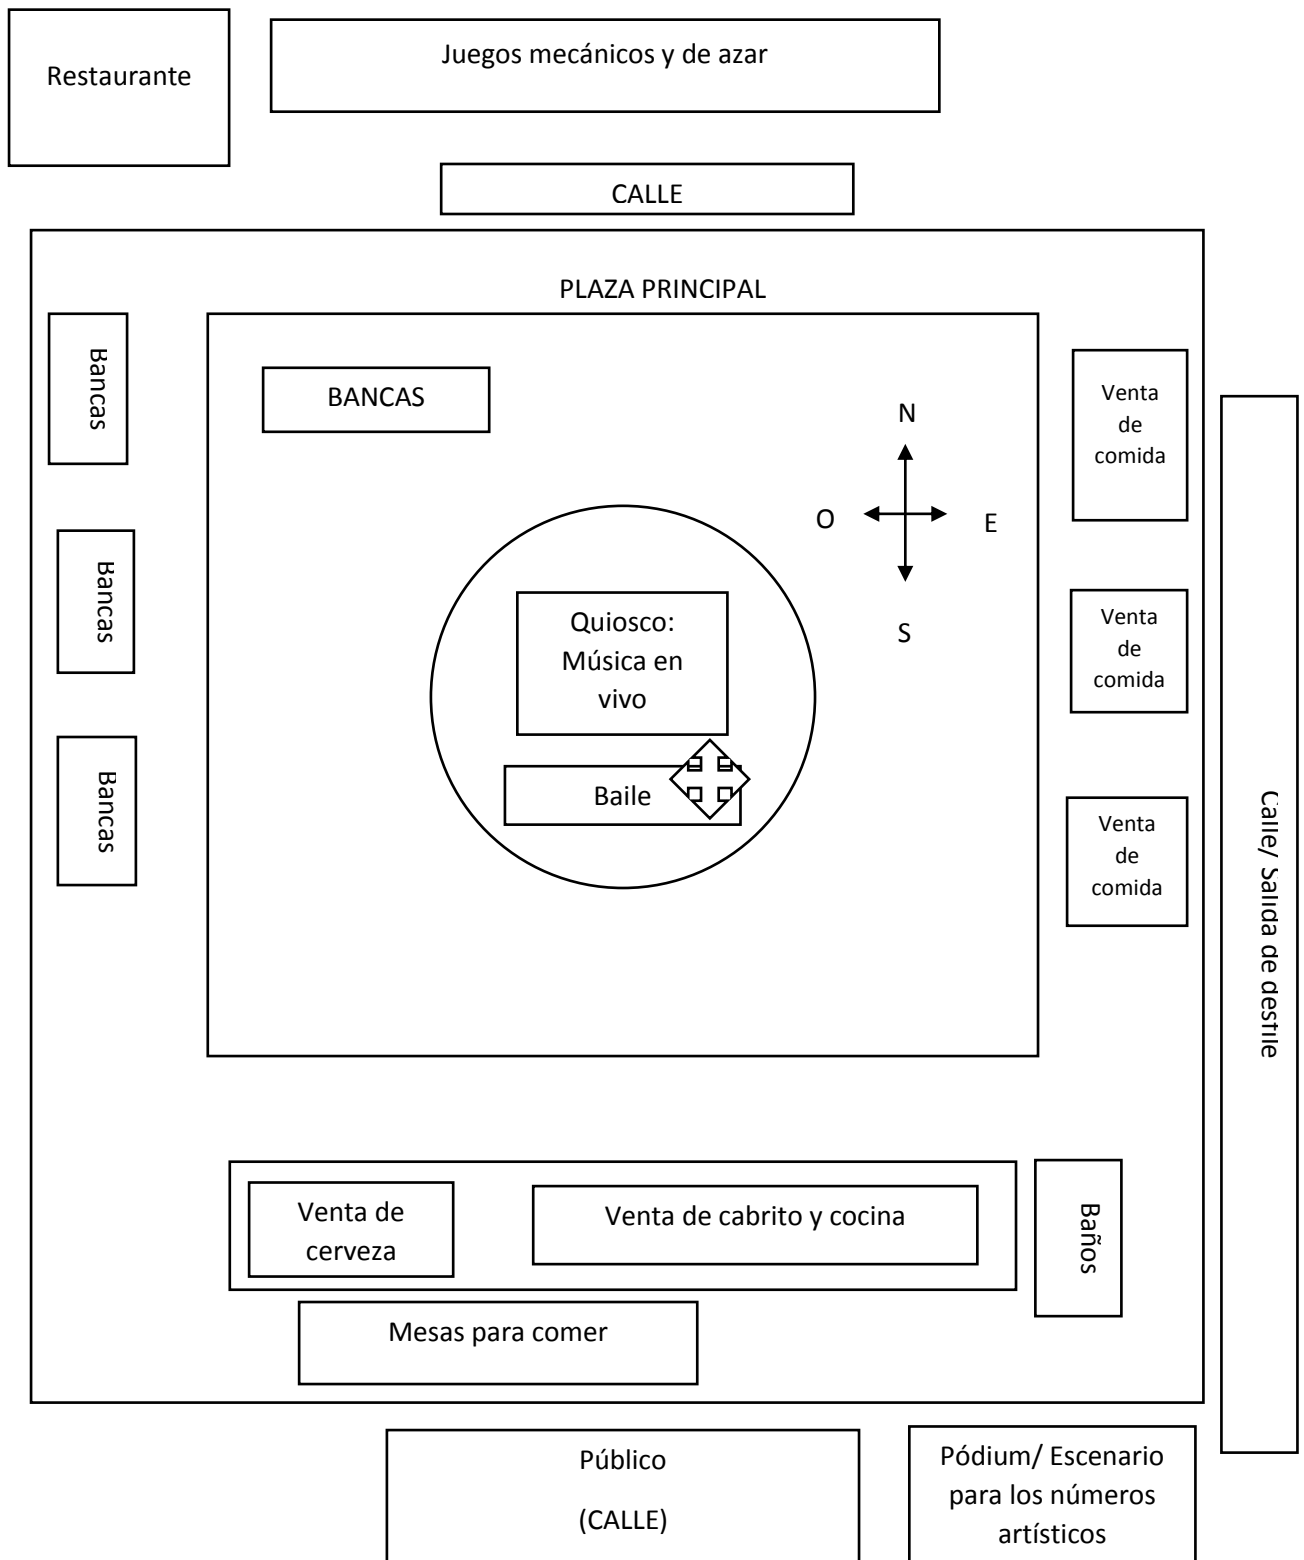 Restaurante
Juegos mecánicos y de azar
CALLE
PLAZA PRINCIPAL
Bancas
BANCAS
N
O
E
S
Venta
de
comida
Bancas
Quiosco:
Música en
vivo
Venta
de
comida
Baile
Bancas
Venta
de
comida
Calle/ Salida de desfile
Venta de
cerveza
Venta de cabrito y cocina
Baños
Mesas para comer
Público
(CALLE)
Pódium/ Escenario
para los números
artísticos